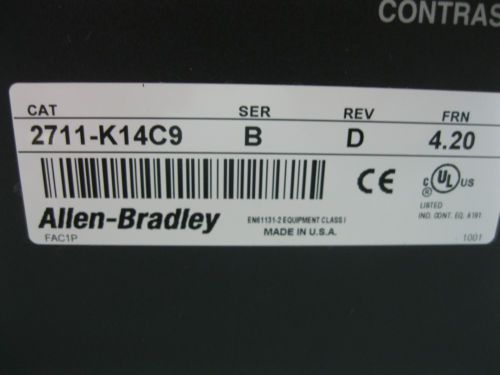 CONTRAS
CAT SER REV FRN
2711-K14C9 B D 4.20
CE C UL US
®
LISTED
IND. CONT. EQ. A191
Allen-Bradley
EN61131-2 EQUIPMENT CLASS I
MADE IN U.S.A.
FAC1P 1001